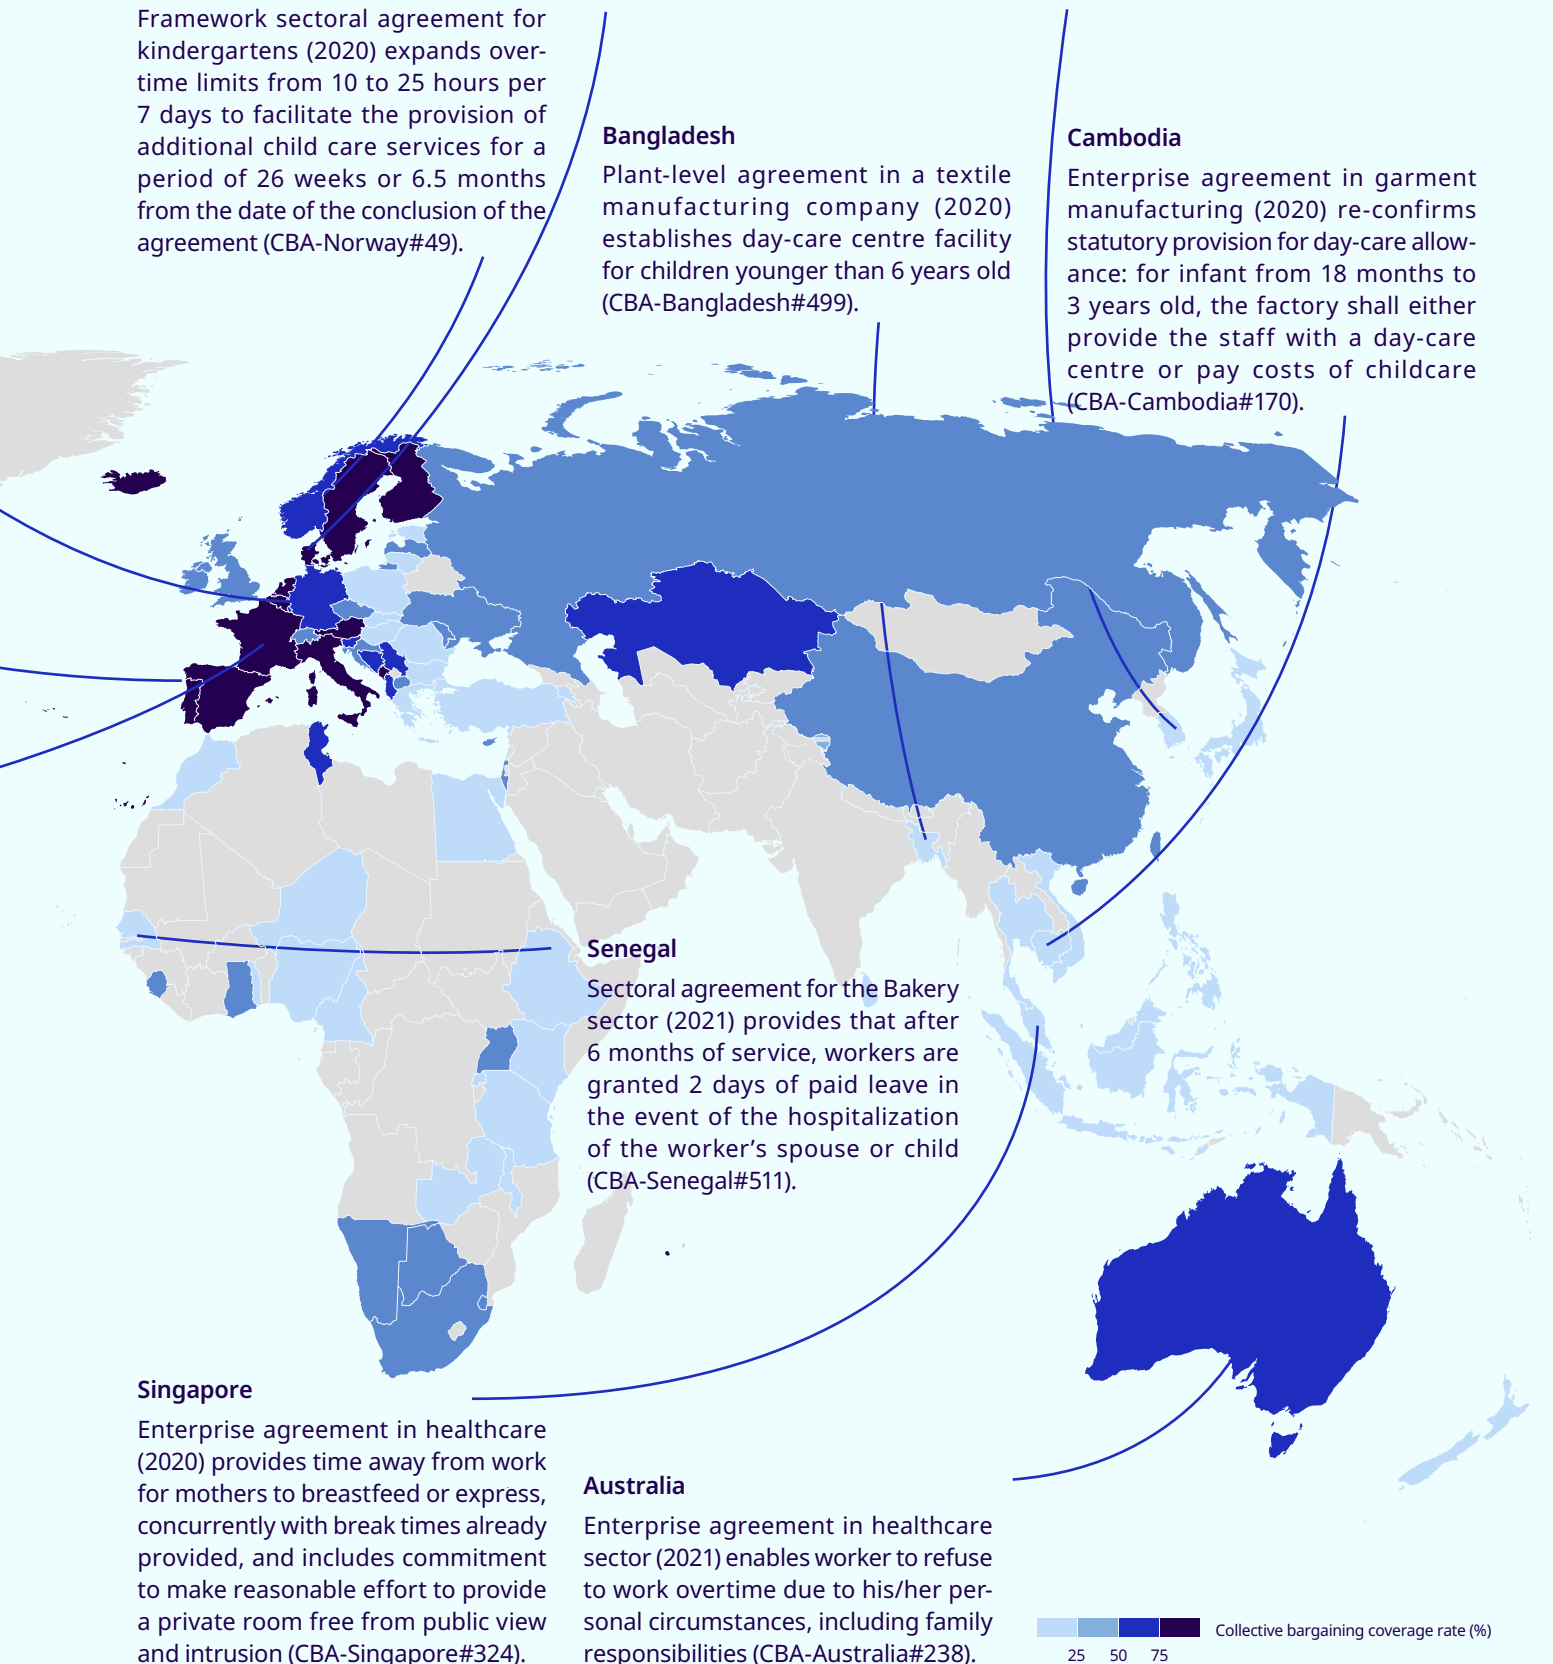 Framework sectoral agreement for
kindergartens (2020) expands over-
time limits from 10 to 25 hours per
7 days to facilitate the provision of
additional child care services for a
period of 26 weeks or 6.5 months
from the date of the conclusion of the
agreement (CBA-Norway#49).
Bangladesh
Plant-level agreement in a textile
manufacturing company (2020)
establishes day-care centre facility
for children younger than 6 years old
(CBA-Bangladesh#499).
Cambodia
Enterprise agreement in garment
manufacturing (2020) re-confirms
statutory provision for day-care allow-
ance: for infant from 18 months to
3 years old, the factory shall either
provide the staff with a day-care
centre or pay costs of childcare
(CBA-Cambodia#170).
Senegal
Sectoral agreement for the Bakery
sector (2021) provides that after
6 months of service, workers are
granted 2 days of paid leave in
the event of the hospitalization
of the worker's spouse or child
(CBA-Senegal#511).
Singapore
Enterprise agreement in healthcare
(2020) provides time away from work
for mothers to breastfeed or express,
concurrently with break times already
provided, and includes commitment
to make reasonable effort to provide
a private room free from public view
and intrusion (CBA-Singapore#324).
Australia
Enterprise agreement in healthcare
sector (2021) enables worker to refuse
to work overtime due to his/her per-
sonal circumstances, including family
responsibilities (CBA-Australia#238).
Collective bargaining coverage rate (%)
25 50 75